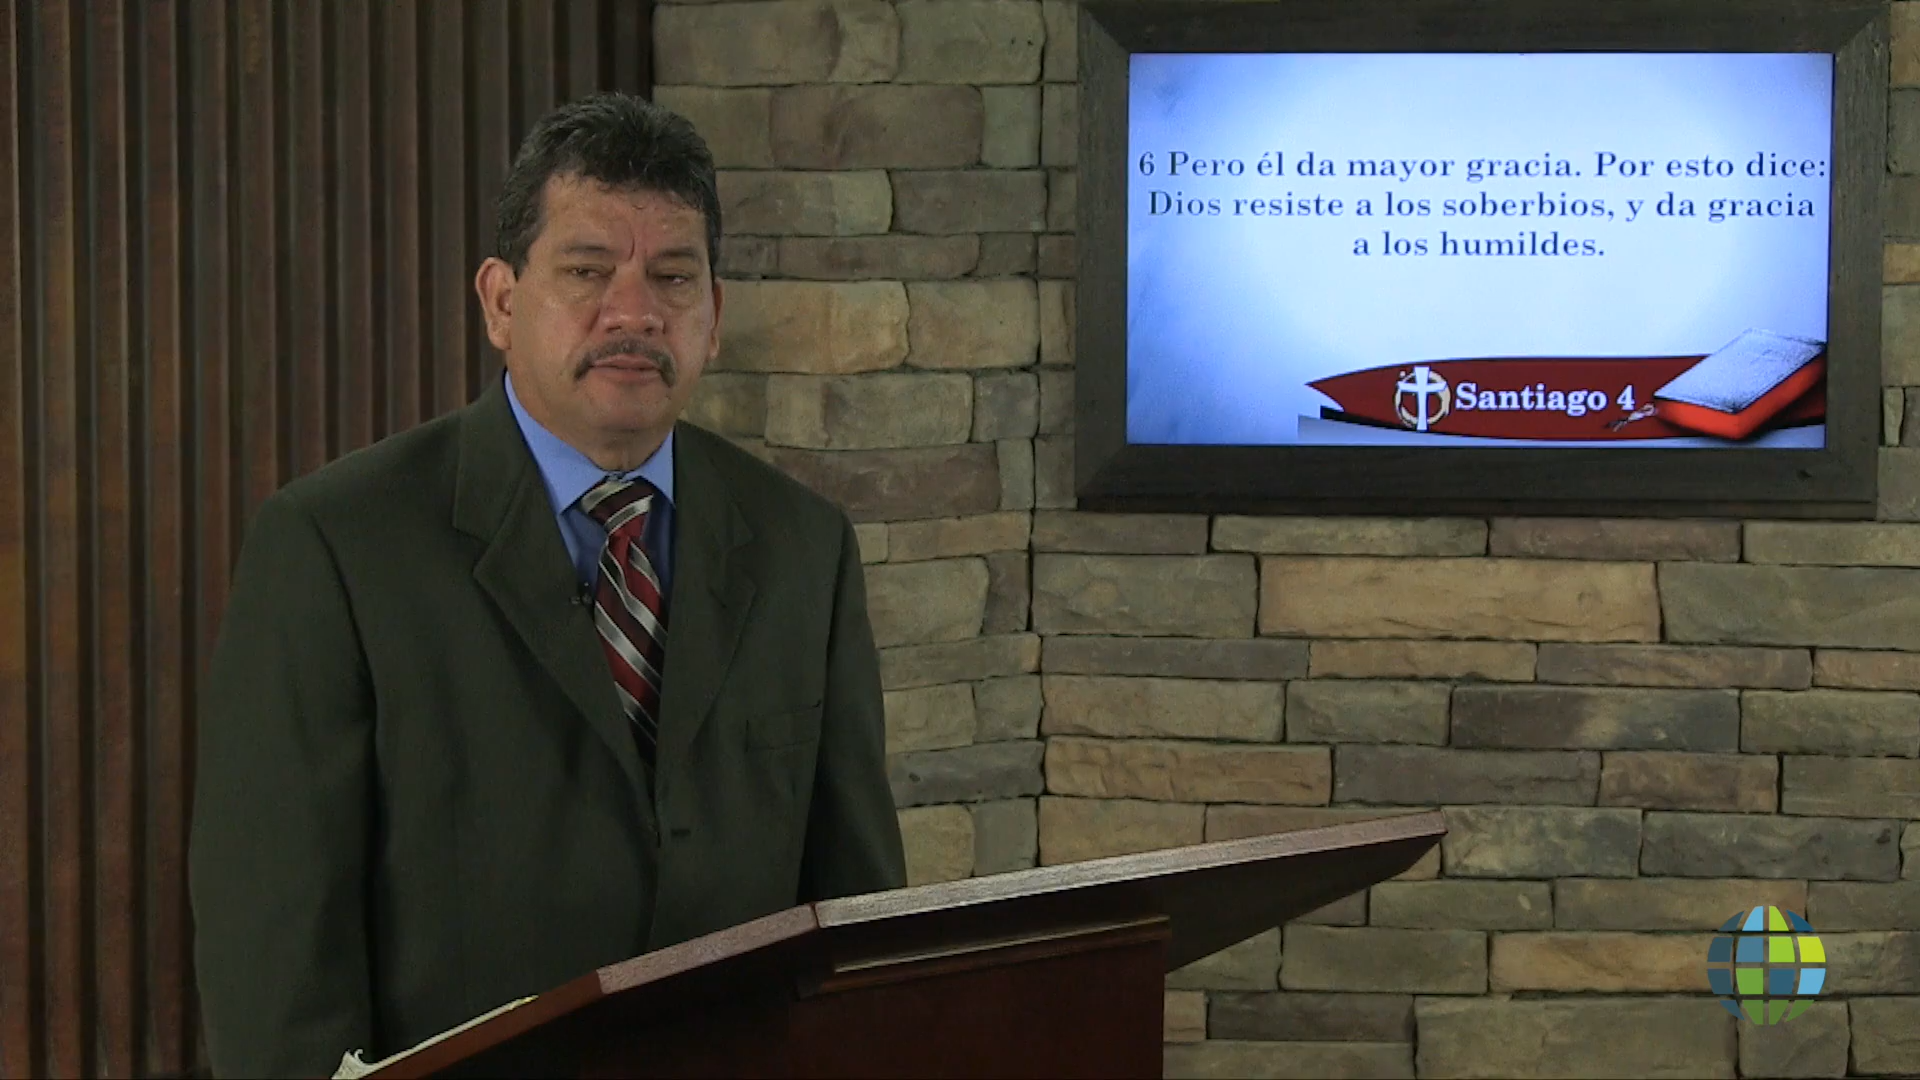 6 Pero él da mayor gracia. Por esto dice:
Dios resiste a los soberbios, y da gracia
a los humildes.
Santiago 4